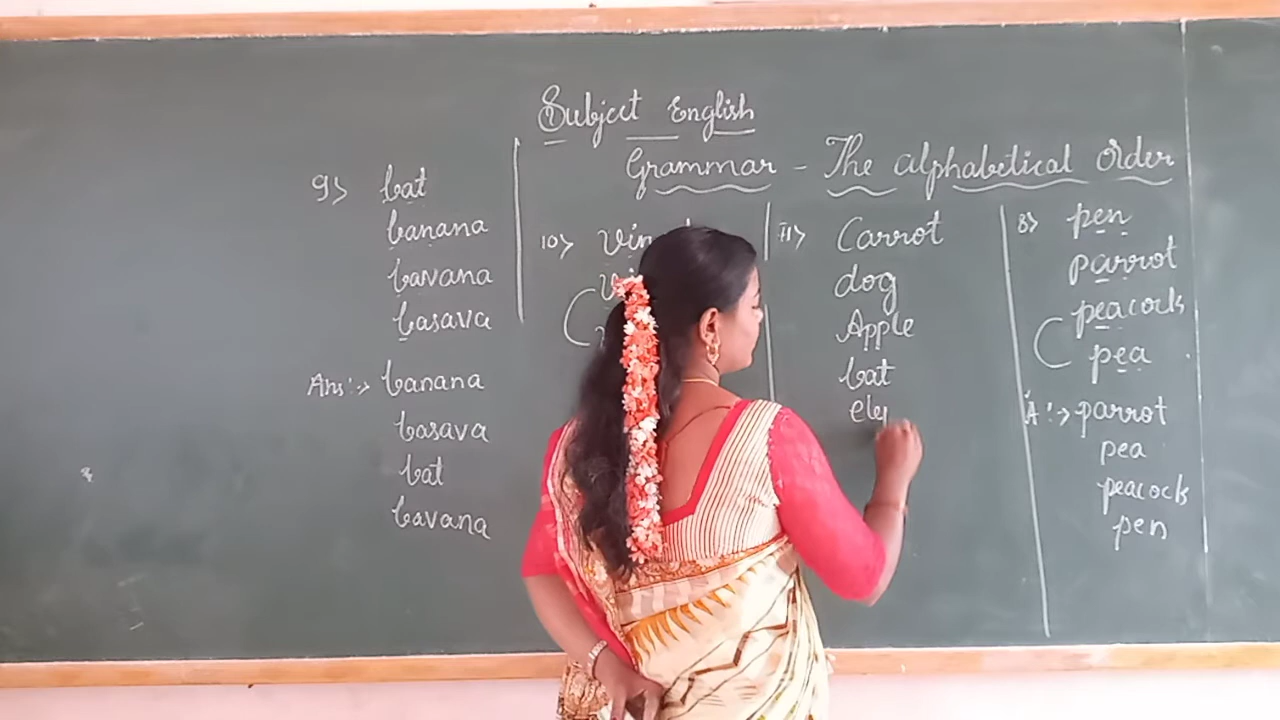 Subject English
Grammar - The alphabetical Order
9> bat
banana
bavana
basava
Ans:-> banana
basava
bat
bavana
10>
11> Carrot
dog
Apple
bat
8> pen
parrot
peacock
pea
A:-> parrot
pea
peacock
pen